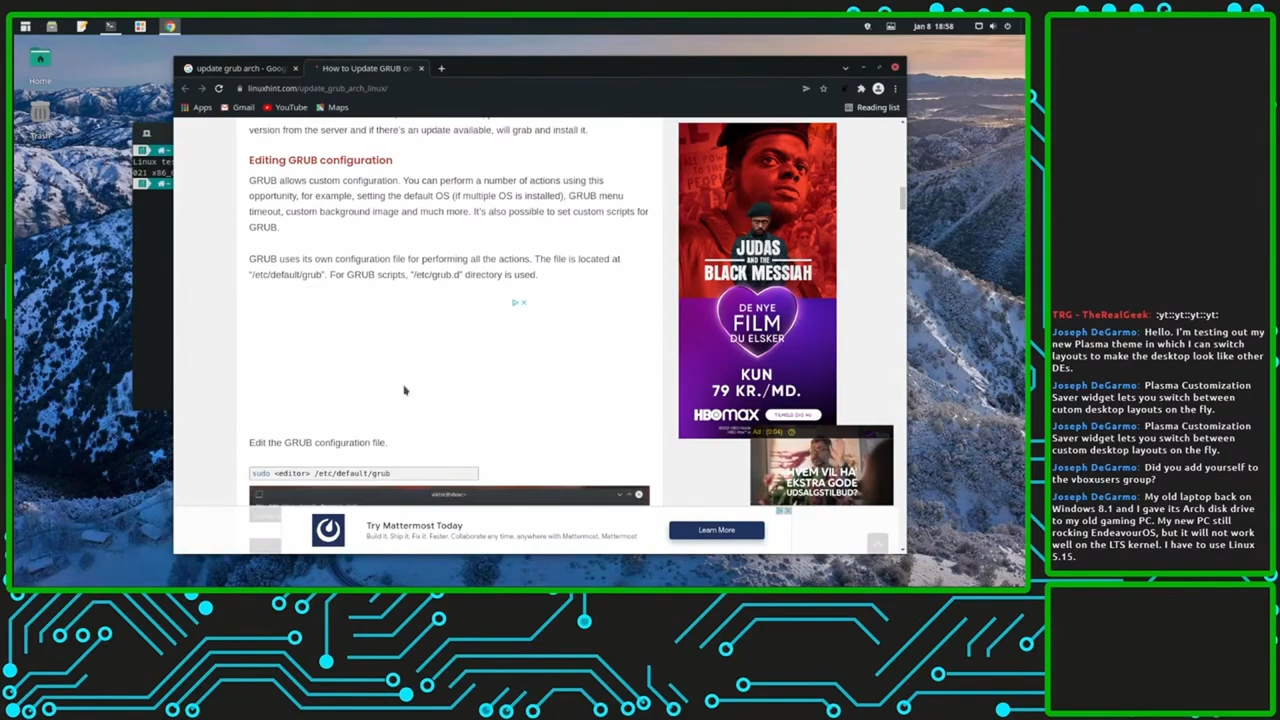 Jan 8 18:58
Home
Trash
update grub arch - Goog
How to Update GRUB on
linuxhint.com/update_grub_arch_linux/
Apps
Gmail
YouTube
Maps
Reading list
Linux tes
021 x86_6
version from the server and if there's an update available, will grab and install it.
Editing GRUB configuration
GRUB allows custom configuration. You can perform a number of actions using this
opportunity, for example, setting the default OS (if multiple OS is installed), GRUB menu
timeout, custom background image and much more. It's also possible to set custom scripts for
GRUB.
GRUB uses its own configuration file for performing all the actions. The file is located at
"/etc/default/grub". For GRUB scripts, "/etc/grub.d" directory is used.
Edit the GRUB configuration file.
sudo <editor> /etc/default/grub
JUDAS
AND THE
BLACK MESSIAH
DE NYE
FILM
DU ELSKER
KUN
79 KR./MD.
HBOMAX
TILMELD DIG NU
Ad : (0:04)
HVEM VIL HA'
EKSTRA GODE
UDSALGSTILBUD?
Try Mattermost Today
Build it. Ship it. Fix it. Faster. Collaborate any time, anywhere with Mattermost. Mattermost
Learn More
TRG - TheRealGeek: :yt::yt::yt::yt:
Joseph DeGarmo: Hello. I'm testing out my
new Plasma theme in which I can switch
layouts to make the desktop look like other
DEs.
Joseph DeGarmo: Plasma Customization
Saver widget lets you switch between
cutom desktop layouts on the fly.
Joseph DeGarmo: Plasma Customization
Saver widget lets you switch between
custom desktop layouts on the fly.
Joseph DeGarmo: Did you add yourself to
the vboxusers group?
Joseph DeGarmo: My old laptop back on
Windows 8.1 and I gave its Arch disk drive
to my old gaming PC. My new PC still
rocking EndeavourOS, but it will not work
well on the LTS kernel. I have to use Linux
5.15.